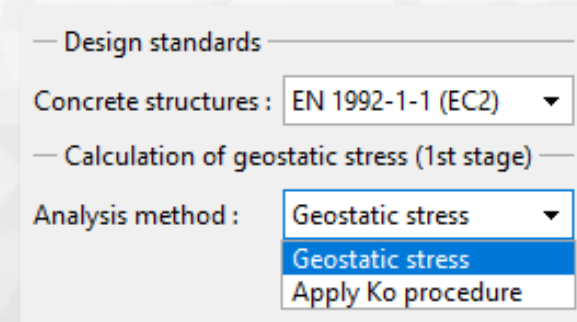 Design standards
Concrete structures : EN 1992-1-1 (EC2)
Calculation of geostatic stress (1st stage)
Analysis method : Geostatic stress
Geostatic stress
Apply Ko procedure